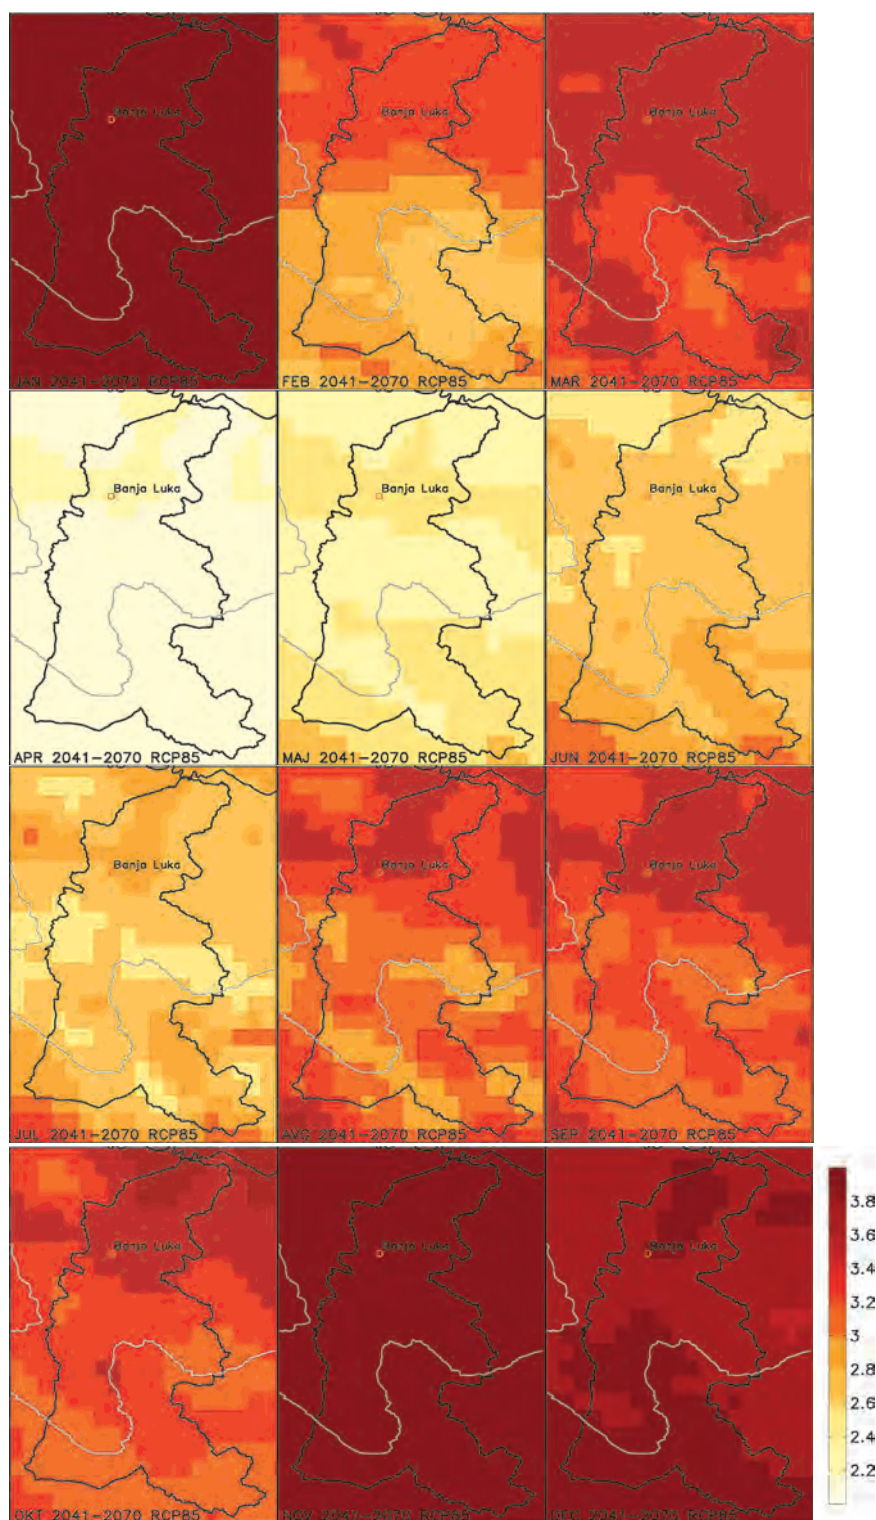 Banja Luka
Banja Luka
Banja Luka
JAN 2041-2070 RCP85
FEB 2041-2070 RCP85
MAR 2041-2070 RCP85
Banja Luka
Banja Luka
Banja Luka
APR 2041-2070 RCP85
MAJ 2041-2070 RCP85
JUN 2041-2070 RCP85
Banja Luka
Banja Luka
Banja Luka
JUL 2041-2070 RCP85
AVG 2041-2070 RCP85
SEP 2041-2070 RCP85
Banja Luka
Banja Luka
Banja Luka
OKT 2041-2070 RCP85
NOV 2041-2070 RCP85
DEC 2041-2070 RCP85
3.8
3.4
3.2
3
2.8
2.6
2.4
2.2